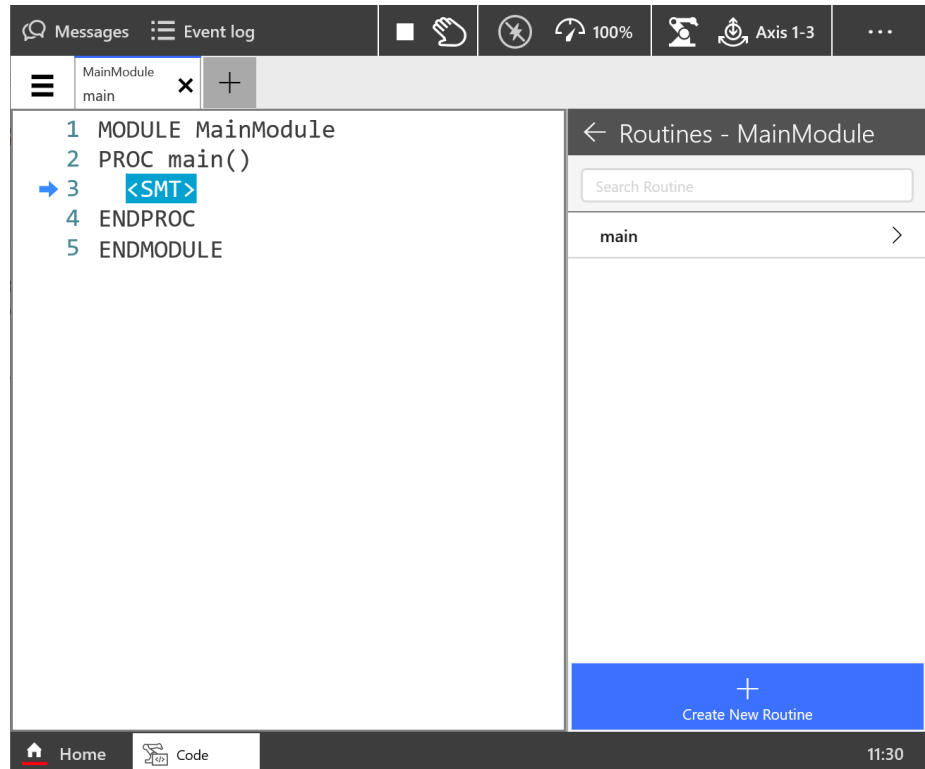 Messages Event log 100% Axis 1-3 ...
MainModule
main
1 MODULE MainModule
2 PROC main()
3 <SMT>
4 ENDPROC
5 ENDMODULE
Routines - MainModule
Search Routine
main
Create New Routine
Home Code 11:30